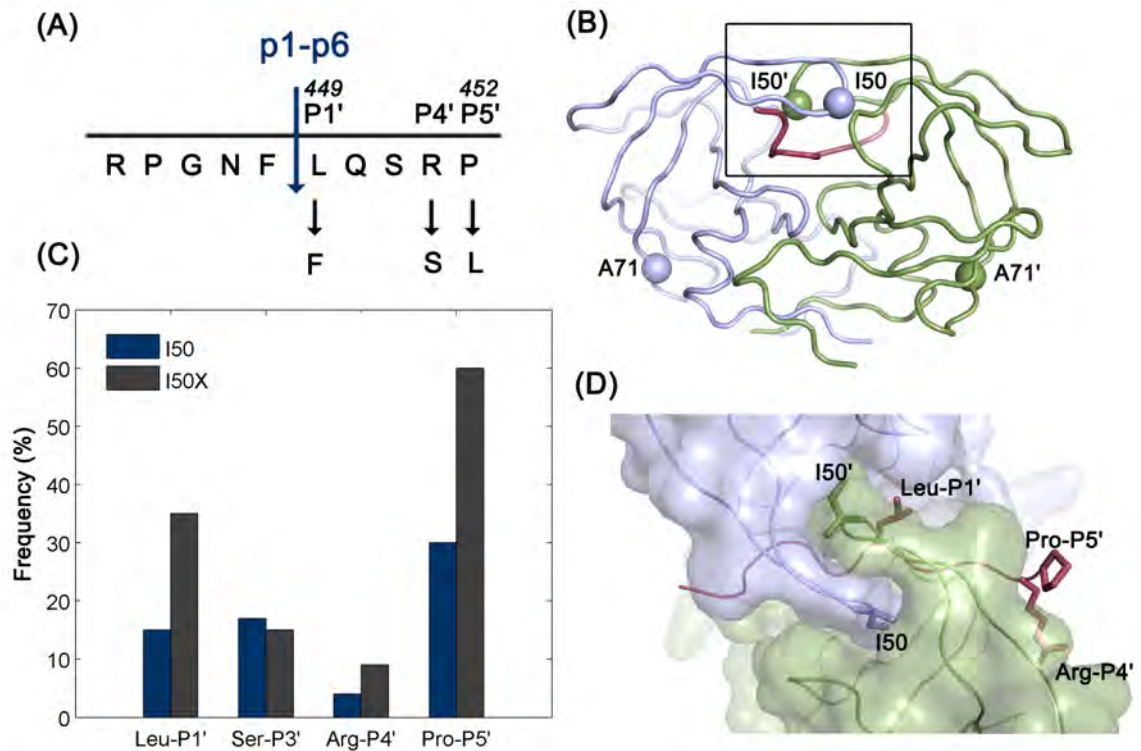 (A)
p1-p6
449 452
P1' P4' P5'
R P G N F L Q S R P
F S L
(B)
I50' I50
A71 A71'
(C)
70
60
50
40
30
20
10
0
Frequency (%)
I50
I50X
Leu-P1' Ser-P3' Arg-P4' Pro-P5'
(D)
I50'
Leu-P1'
Pro-P5'
I50
Arg-P4'